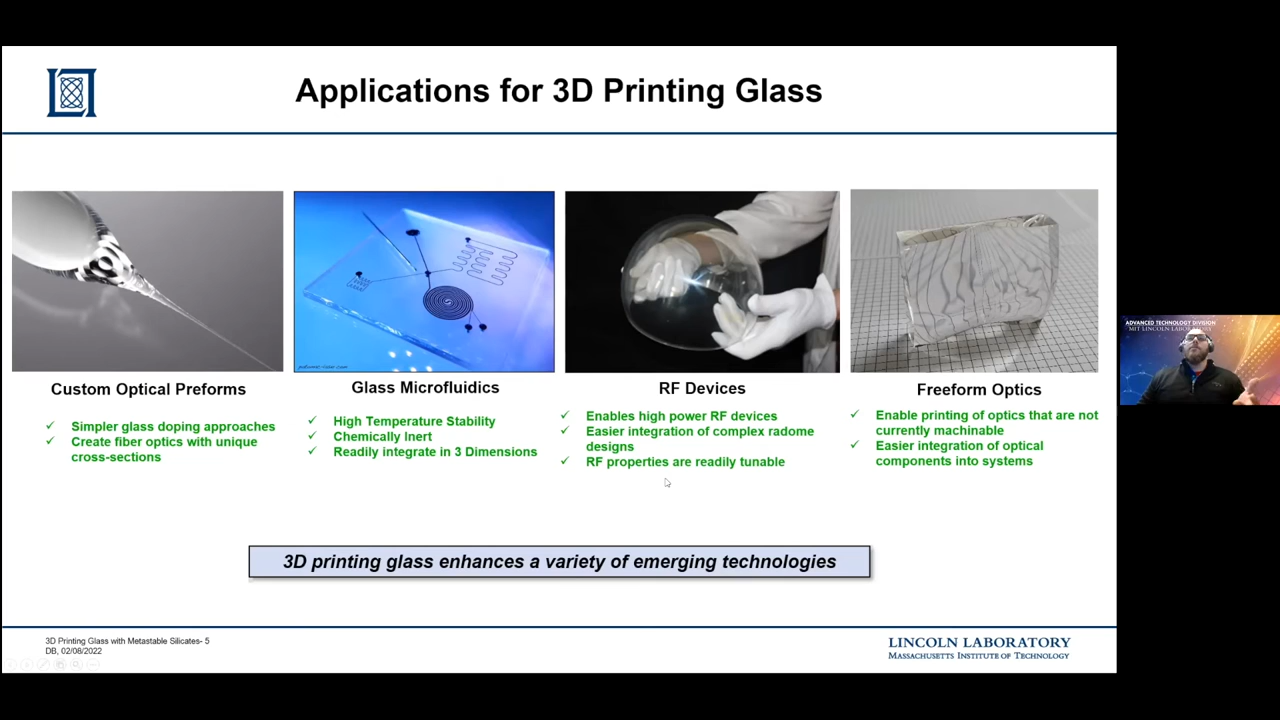 Applications for 3D Printing Glass
Custom Optical Preforms
✓ Simpler glass doping approaches
✓ Create fiber optics with unique
cross-sections
Glass Microfluidics
✓ High Temperature Stability
✓ Chemically Inert
✓ Readily integrate in 3 Dimensions
RF Devices
✓ Enables high power RF devices
✓ Easier integration of complex radome
designs
✓ RF properties are readily tunable
Freeform Optics
✓ Enable printing of optics that are not
currently machinable
✓ Easier integration of optical
components into systems
ADVANCED TECHNOLOGY DIVISION
MIT LINCOLN LABORATORY
3D printing glass enhances a variety of emerging technologies
3D Printing Glass with Metastable Silicates- 5
DB, 02/08/2022
LINCOLN LABORATORY
MASSACHUSETTS INSTITUTE OF TECHNOLOGY